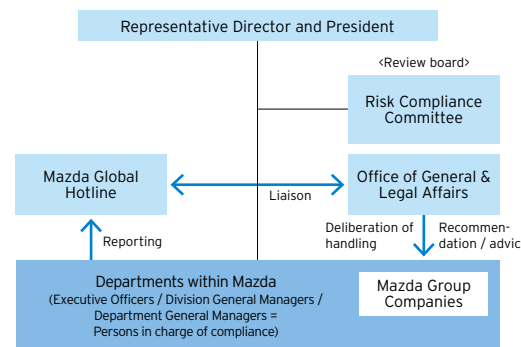 Representative Director and President
<Review board>
Risk Compliance
Committee
Mazda Global
Hotline
Office of General &
Legal Affairs
Liaison
Reporting
Deliberation of
handling
Recommen-
dation / advic
Departments within Mazda
(Executive Officers / Division General Managers /
Department General Managers =
Persons in charge of compliance)
Mazda Group
Companies